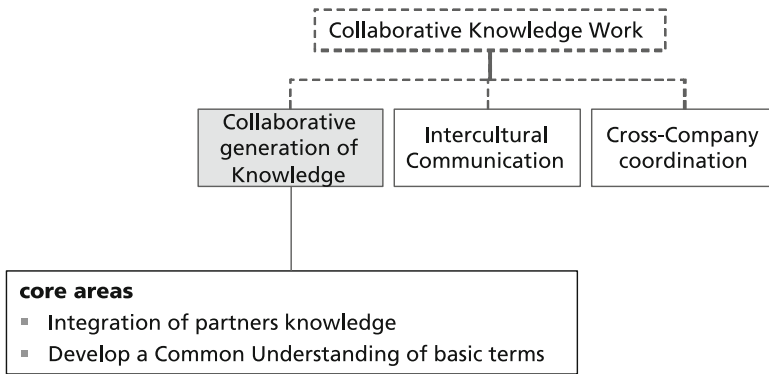 Collaborative Knowledge Work
Collaborative
generation of
Knowledge
Intercultural
Communication
Cross-Company
coordination
core areas
Integration of partners knowledge
Develop a Common Understanding of basic terms